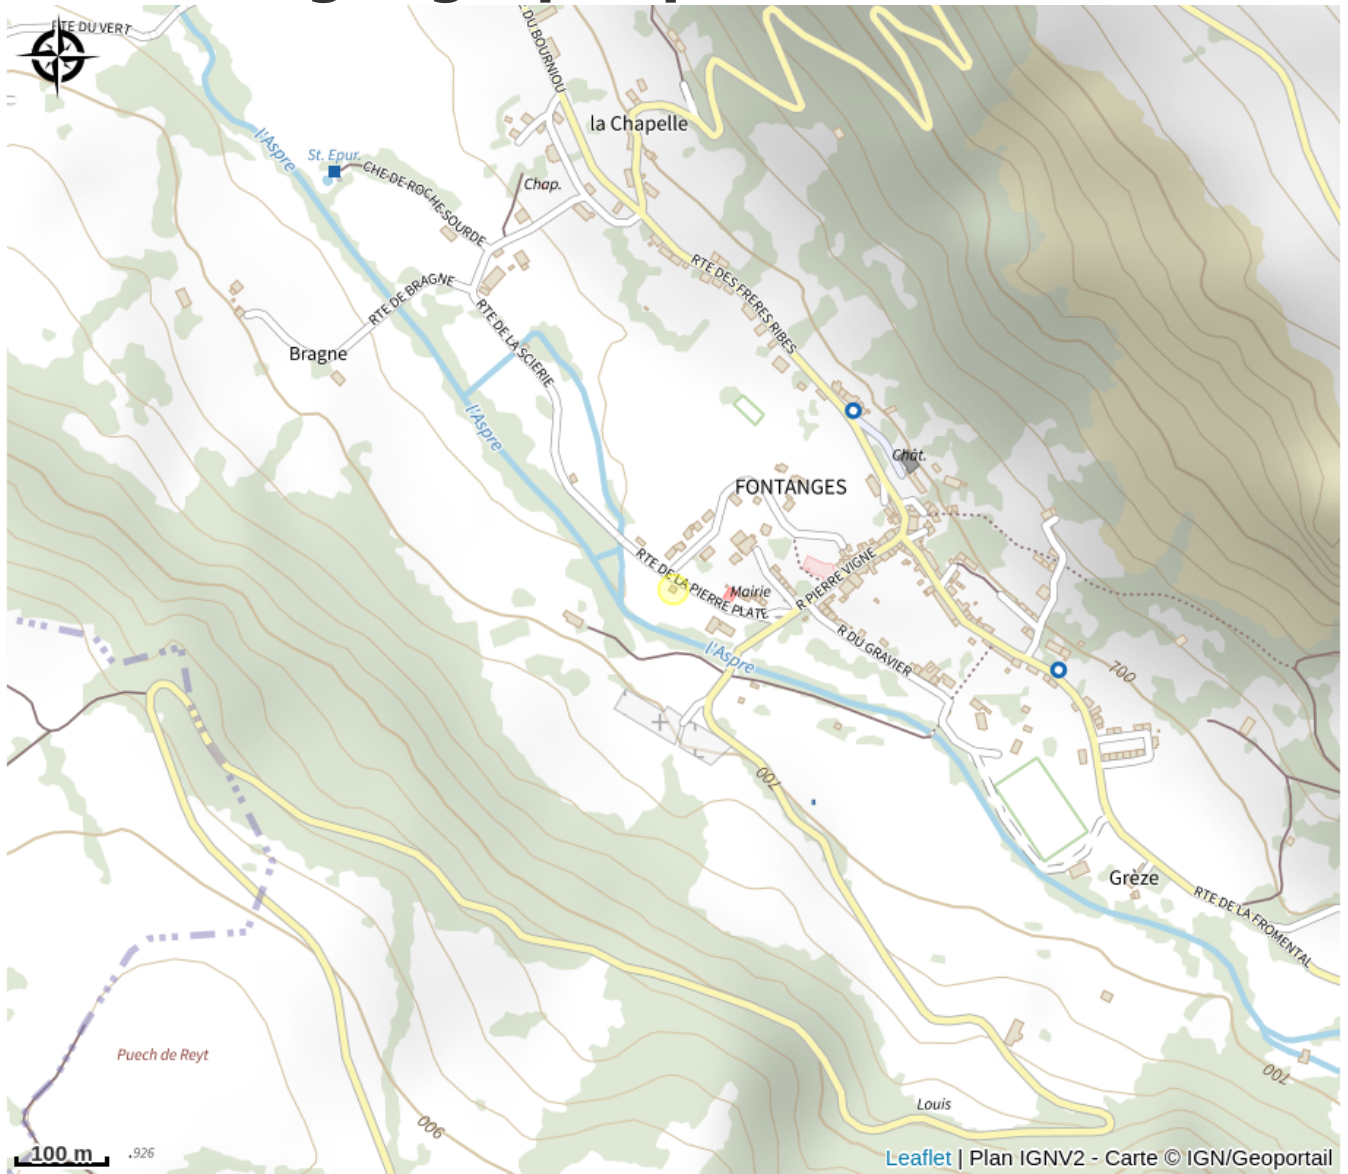 RTE DU VERT
E DU BOURNIOU
la Chapelle
l'Aspre
St. Epur.
CHE DE ROCHE SOURDE
Chap.
RTE DES FRERES RIBES
RTE DE BRAGNE
RTE DE LA SCIERIE
Bragne
l'Aspre
Chât.
FONTANGES
RTE DE LA PIERRE PLATE
Mairie
R PIERRE VIGNE
R DU GRAVIER
l'Aspre
700
700
Grèze
RTE DE LA FROMENTAL
Puech de Reyt
700
Louis
900
100 m
.926
Leaflet | Plan IGNV2 - Carte © IGN/Geoportail